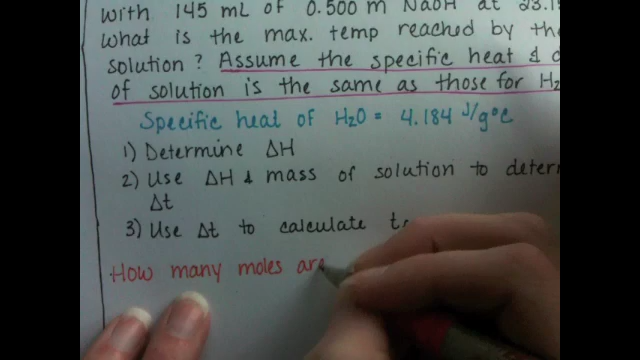 with 145 mL of 0.500 m NaOH at 23.1
What is the max. temp reached by the
solution? Assume the specific heat &
of solution is the same as those for H2
Specific heat of H2O = 4.184 J/g°C
1) Determine ΔH
2) Use ΔH & mass of solution to deter
Δt
3) Use Δt to calculate
How many moles are